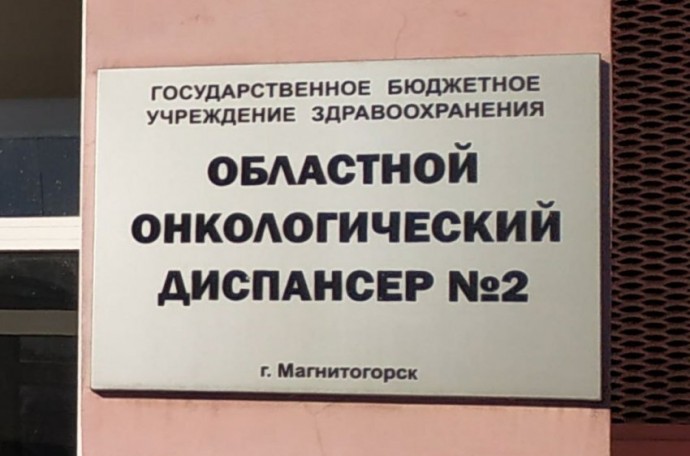 ГОСУДАРСТВЕННОЕ БЮДЖЕТНОЕ
УЧРЕЖДЕНИЕ ЗДРАВООХРАНЕНИЯ
ОБЛАСТНОЙ
ОНКОЛОГИЧЕСКИЙ
ДИСПАНСЕР №2
г. Магнитогорск